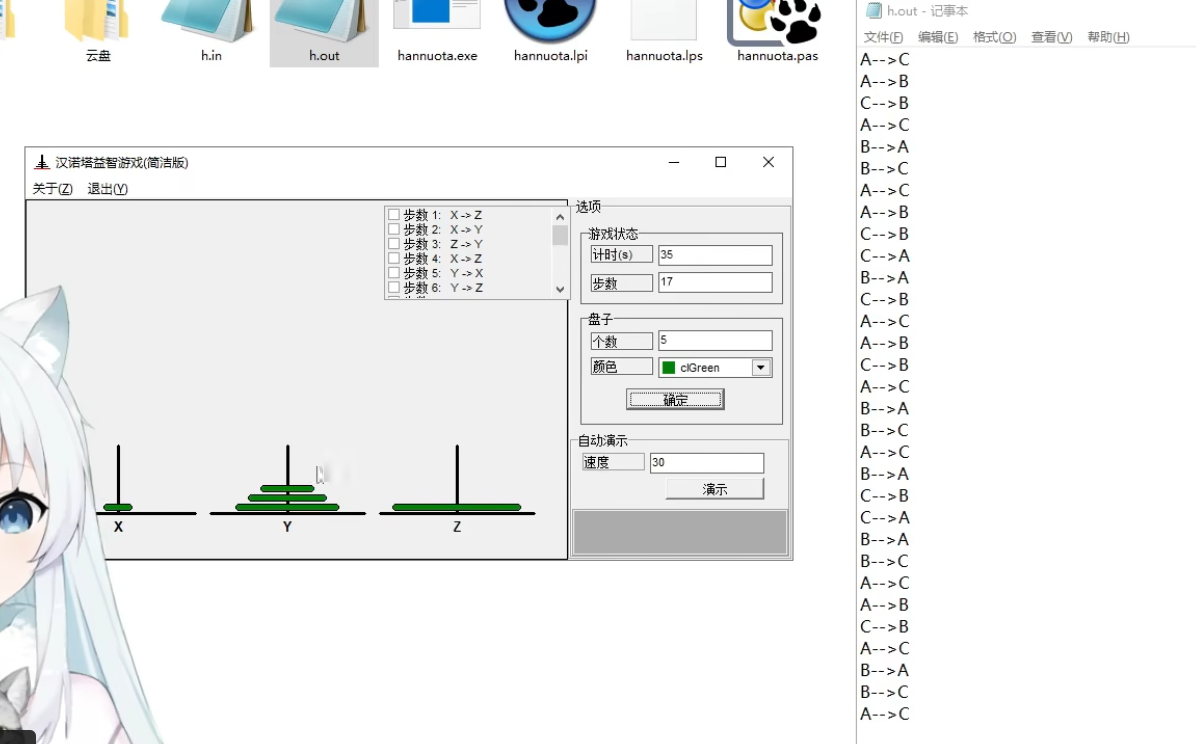 云盘
h.in
h.out
hannuota.exe
hannuota.lpi
hannuota.lps
hannuota.pas
汉诺塔益智游戏(简洁版)
关于(Z) 退出(Y)
步数 1: X -> Z
步数 2: X -> Y
步数 3: Z -> Y
步数 4: X -> Z
步数 5: Y -> X
步数 6: Y -> Z
X
Y
Z
选项
游戏状态
计时(s) 35
步数 17
盘子
个数 5
颜色 clGreen
确定
自动演示
速度 30
演示
h.out - 记事本
文件(F) 编辑(E) 格式(O) 查看(V) 帮助(H)
A-->C
A-->B
C-->B
A-->C
B-->A
B-->C
A-->C
A-->B
C-->B
C-->A
B-->A
C-->B
A-->C
A-->B
C-->B
A-->C
B-->A
B-->C
A-->C
B-->A
C-->B
C-->A
B-->A
B-->C
A-->C
A-->B
C-->B
A-->C
B-->A
B-->C
A-->C